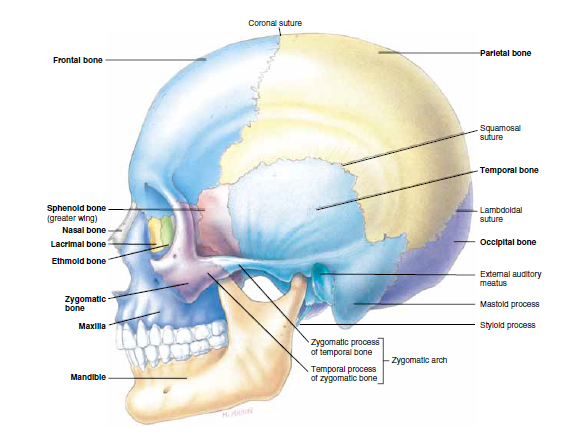 Coronal suture
Frontal bone
Parietal bone
Squamosal
suture
Temporal bone
Sphenoid bone
(greater wing)
Nasal bone
Lacrimal bone
Ethmoid bone
Lambdoidal
suture
Occipital bone
External auditory
meatus
Zygomatic
bone
Mastoid process
Maxilla
Styloid process
Zygomatic process
of temporal bone
Zygomatic arch
Temporal process
of zygomatic bone
Mandible